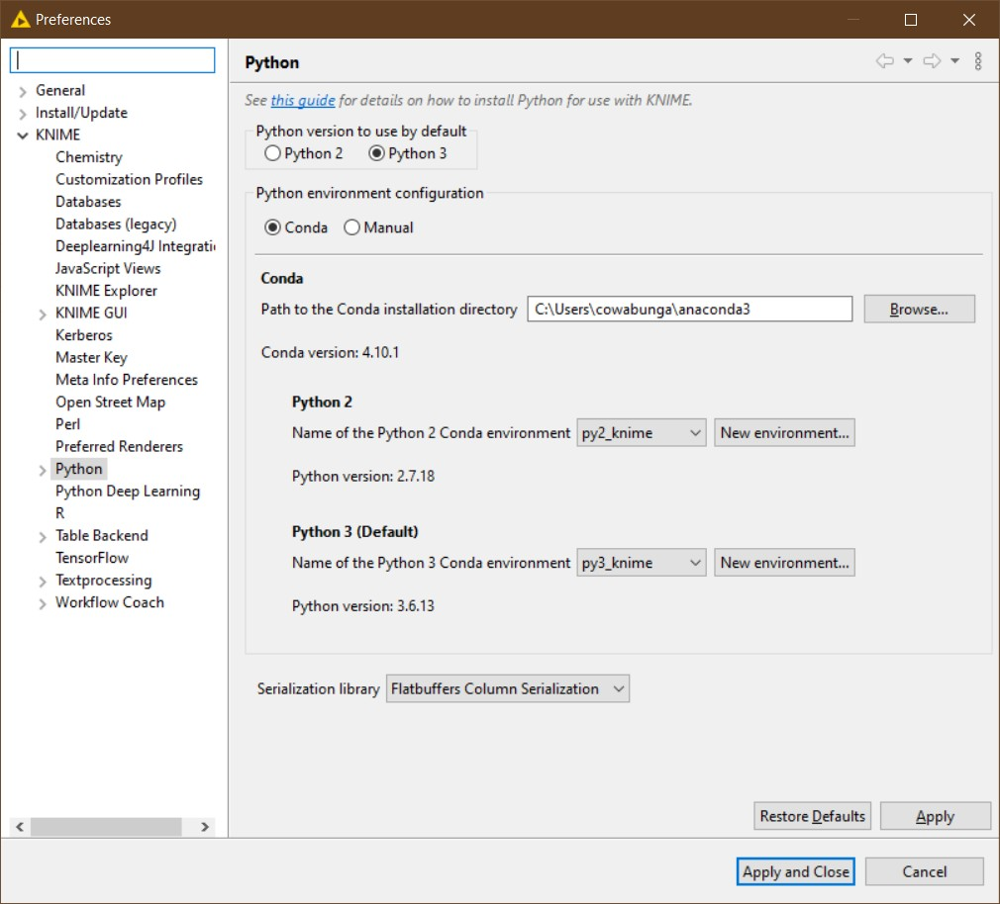 Preferences
General
Install/Update
KNIME
Chemistry
Customization Profiles
Databases
Databases (legacy)
Deeplearning4J Integratio
JavaScript Views
KNIME Explorer
KNIME GUI
Kerberos
Master Key
Meta Info Preferences
Open Street Map
Perl
Preferred Renderers
Python
Python Deep Learning
R
Table Backend
TensorFlow
Textprocessing
Workflow Coach
Python
See this guide for details on how to install Python for use with KNIME.
Python version to use by default
Python 2 Python 3
Python environment configuration
Conda Manual
Conda
Path to the Conda installation directory C:\Users\cowabunga\anaconda3 Browse...
Conda version: 4.10.1
Python 2
Name of the Python 2 Conda environment py2_knime New environment...
Python version: 2.7.18
Python 3 (Default)
Name of the Python 3 Conda environment py3_knime New environment...
Python version: 3.6.13
Serialization library Flatbuffers Column Serialization
Restore Defaults Apply
Apply and Close Cancel